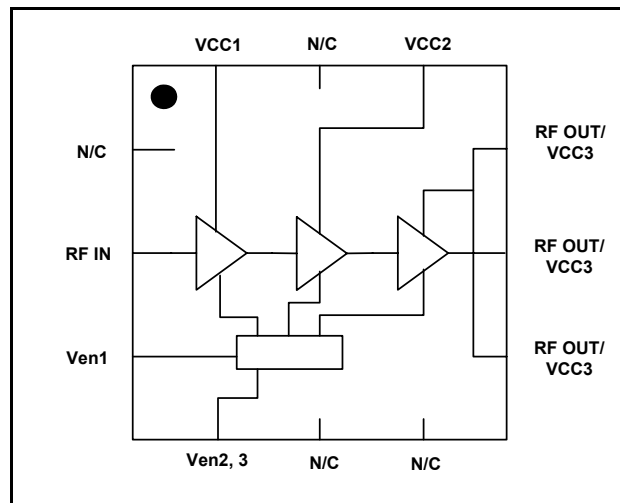 VCC1 N/C VCC2
N/C
RF OUT/
VCC3
RF IN
RF OUT/
VCC3
Ven1
RF OUT/
VCC3
Ven2, 3 N/C N/C